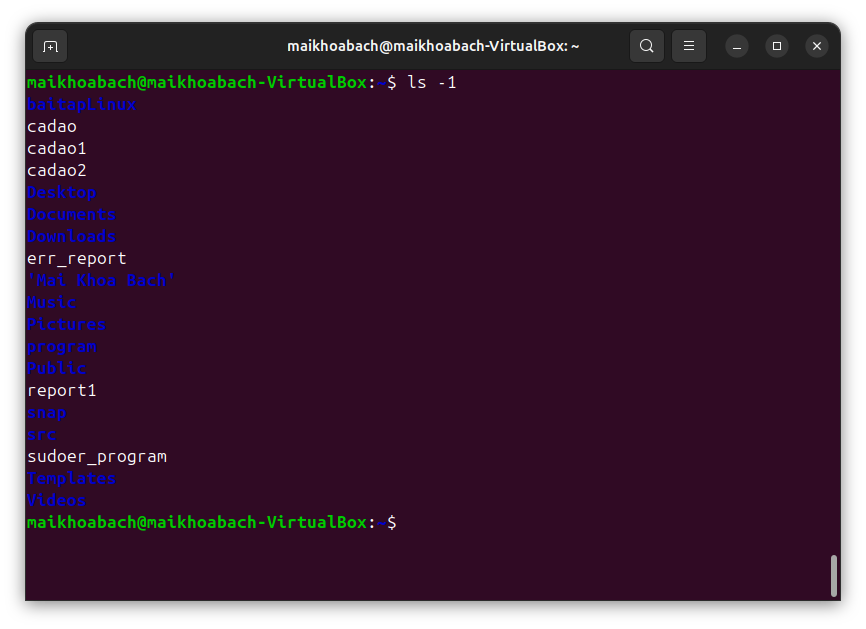 maikhoabach@maikhoabach-VirtualBox: ~
maikhoabach@maikhoabach-VirtualBox:~$ ls -1
baitapLinux
cadao
cadao1
cadao2
Desktop
Documents
Downloads
err_report
'Mai Khoa Bach'
Music
Pictures
program
Public
report1
snap
src
sudoer_program
Templates
Videos
maikhoabach@maikhoabach-VirtualBox:~$